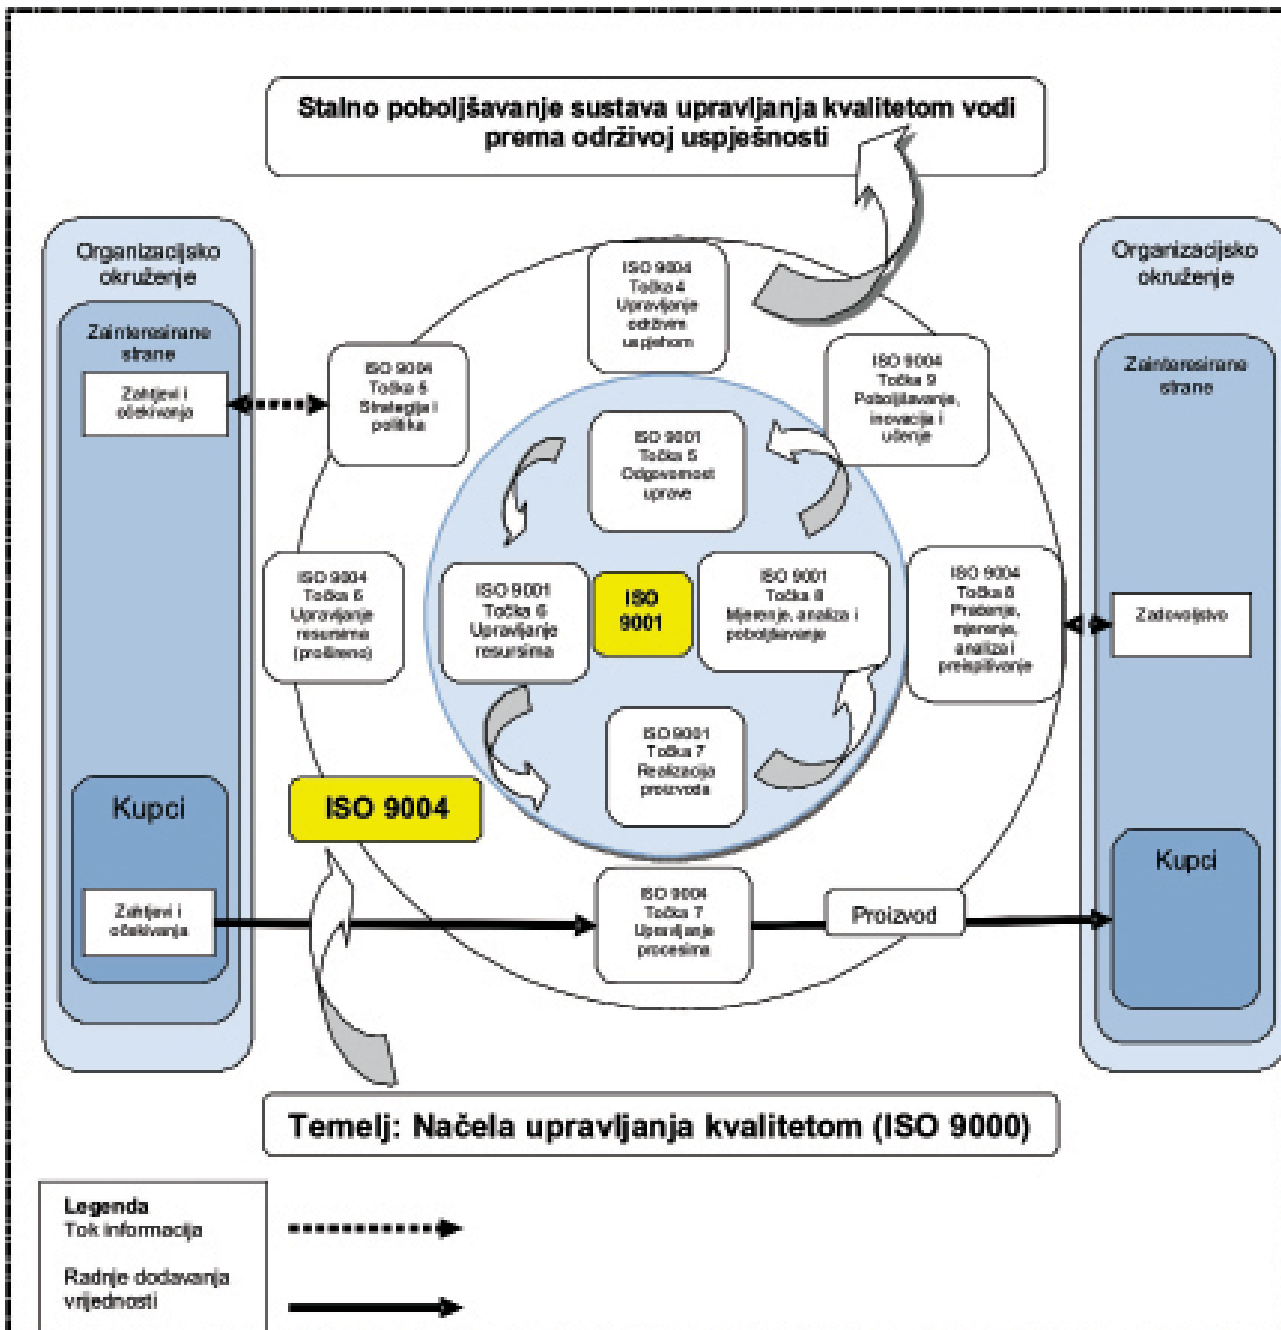 Stalno poboljšavanje sustava upravljanja kvalitetom vodi
prema održivoj uspješnosti
Organizacijsko
okruženje
Zainteresirane
strane
Zahtjevi i
očekivanja
Kupci
Zahtjevi i
očekivanja
ISO 9004
Točka 4
Upravljanje
održivim
uspjehom
ISO 9004
Točka 5
Strategija i
politika
ISO 9004
Točka 9
Poboljšavanje,
inovacija i
učenje
ISO 9001
Točka 5
Odgovornost
uprave
ISO 9004
Točka 6
Upravljanje
resursima
(prošireno)
ISO 9001
Točka 6
Upravljanje
resursima
ISO
9001
ISO 9001
Točka 8
Mjerenje, analiza i
poboljšavanje
ISO 9004
Točka 8
Praćenje,
mjerenje,
analiza i
preispitivanje
ISO 9001
Točka 7
Realizacija
proizvoda
ISO 9004
ISO 9004
Točka 7
Upravljanje
procesima
Proizvod
Organizacijsko
okruženje
Zainteresirane
strane
Zadovoljstvo
Kupci
Temelj: Načela upravljanja kvalitetom (ISO 9000)
Legenda
Tok informacija
Radnje dodavanja
vrijednosti